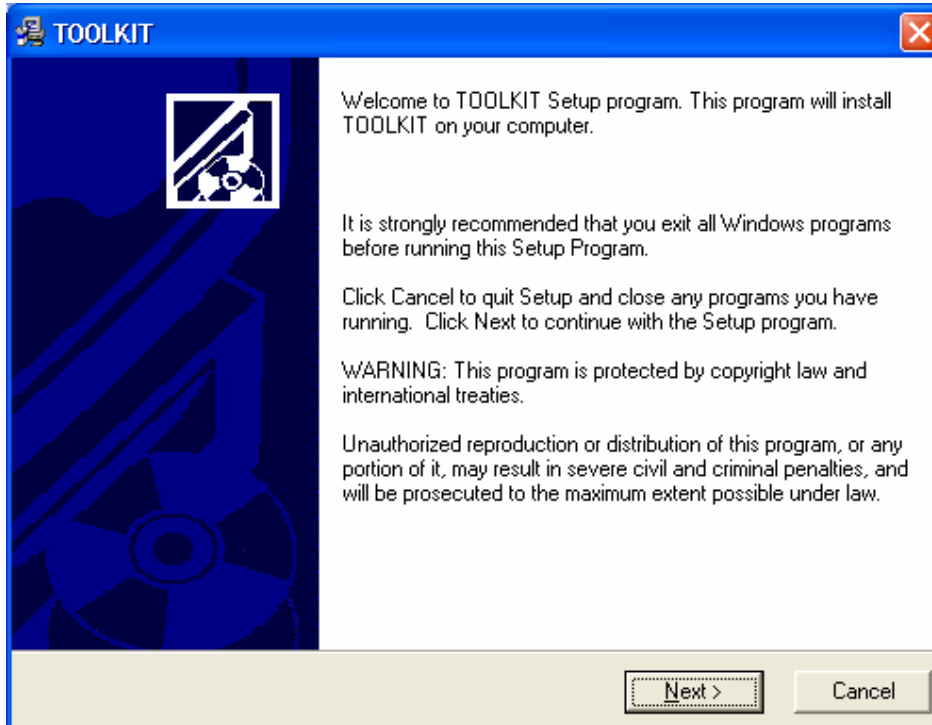 TOOLKIT
Welcome to TOOLKIT Setup program. This program will install
TOOLKIT on your computer.
It is strongly recommended that you exit all Windows programs
before running this Setup Program.
Click Cancel to quit Setup and close any programs you have
running.  Click Next to continue with the Setup program.
WARNING: This program is protected by copyright law and
international treaties.
Unauthorized reproduction or distribution of this program, or any
portion of it, may result in severe civil and criminal penalties, and
will be prosecuted to the maximum extent possible under law.
Next >
Cancel